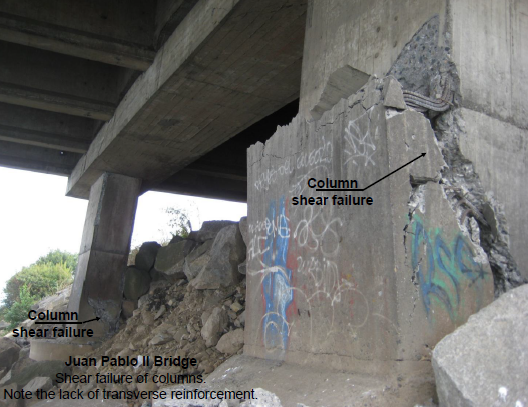 Column
shear failure
Column
shear failure
Juan Pablo II Bridge
Shear failure of columns.
Note the lack of transverse reinforcement.